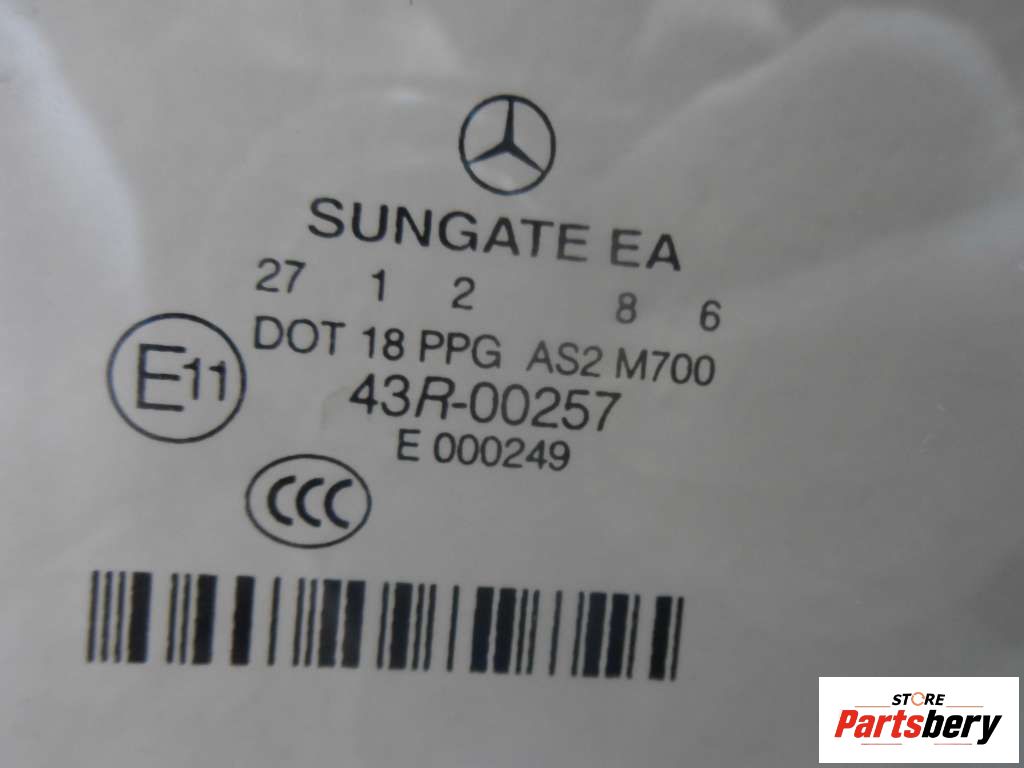 SUNGATE EA
27 1 2 8 6
DOT 18 PPG AS2 M700
E11
43R-00257
E 000249
CCC
STORE
Partsbery